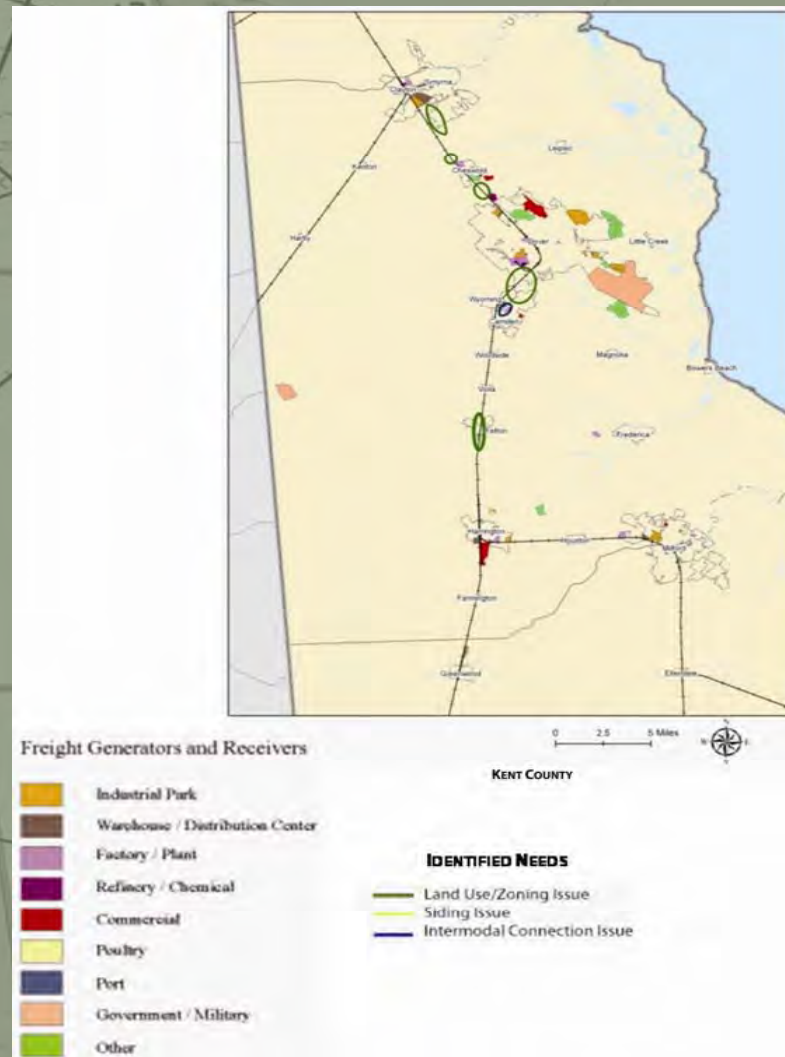 Smyrna
Clayton
Leipsic
Kenton
Cheswold
Hartly
Dover
Little Creek
Wyoming
Camden
Woodside
Magnolia
Bowers Beach
Viola
Felton
Frederica
Harrington
Houston
Milford
Farmington
Greenwood
Ellendale
Freight Generators and Receivers
0 2.5 5 Miles
N
S
E
KENT COUNTY
Industrial Park
Warehouse / Distribution Center
Factory / Plant
Refinery / Chemical
Commercial
Poultry
Port
Government / Military
Other
IDENTIFIED NEEDS
Land Use/Zoning Issue
Siding Issue
Intermodal Connection Issue